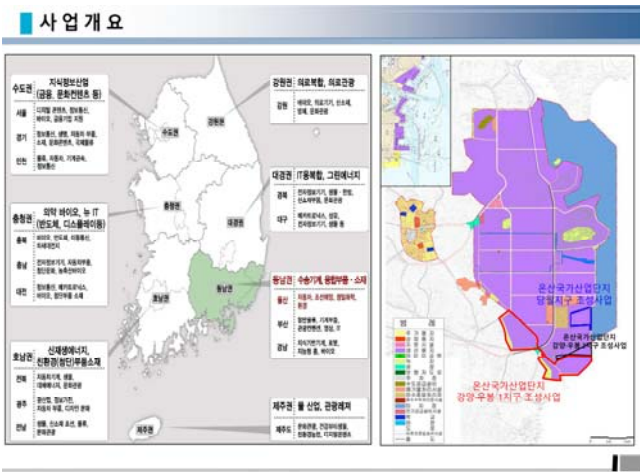 사업개요
수도권
지식정보산업
(금융, 문화컨텐츠 등)
서울
디지털 콘텐츠, 정보통신,
바이오, 금융기업 지원
경기
정보통신, 생명, 자동차 부품,
소재, 문화콘텐츠, 국제물류
인천
물류, 자동차, 기계금속,
정보통신
충청권
의약 바이오, 뉴 IT
(반도체, 디스플레이등)
충북
바이오, 반도체, 이동통신,
차세대전지
충남
전자정보기기, 자동차부품,
첨단문화, 농축산바이오
대전
정보통신, 메카트로닉스,
바이오, 첨단부품 소재
호남권
신재생에너지,
신환경(첨단)부품소재
전북
자동차기계, 생물,
대체에너지, 문화관광
광주
광산업, 정보가전,
자동차 부품, 디자인 문화
전남
생물, 신소재 조선, 물류,
문화관광
수도권
강원권
충청권
대경권
호남권
동남권
제주권
강원권
의료복합, 의료관광
강원
바이오, 의료기기, 신소재,
방재, 문화관광
대경권
IT융복합, 그린에너지
경북
전자정보기기, 생물·한방,
신소재부품, 문화관광
대구
메카트로닉스, 섬유,
전자정보기기, 생물 등
동남권
수송기계, 융합부품·소재
울산
자동차, 조선해양, 정밀화학,
환경
부산
항만물류, 기계부품,
관광컨벤션, 영상, IT
경남
지식기반기계, 로봇,
지능형 홈, 바이오
제주권
물 산업, 관광레저
제주도
문화관광, 건강뷰티생물,
친환경농업, 디지털콘텐츠
온산국가산업단지
당월지구 조성사업
온산국가산업단지
강양·우봉 2지구 조성사업
온산국가산업단지
강양·우봉 1지구 조성사업
범 례